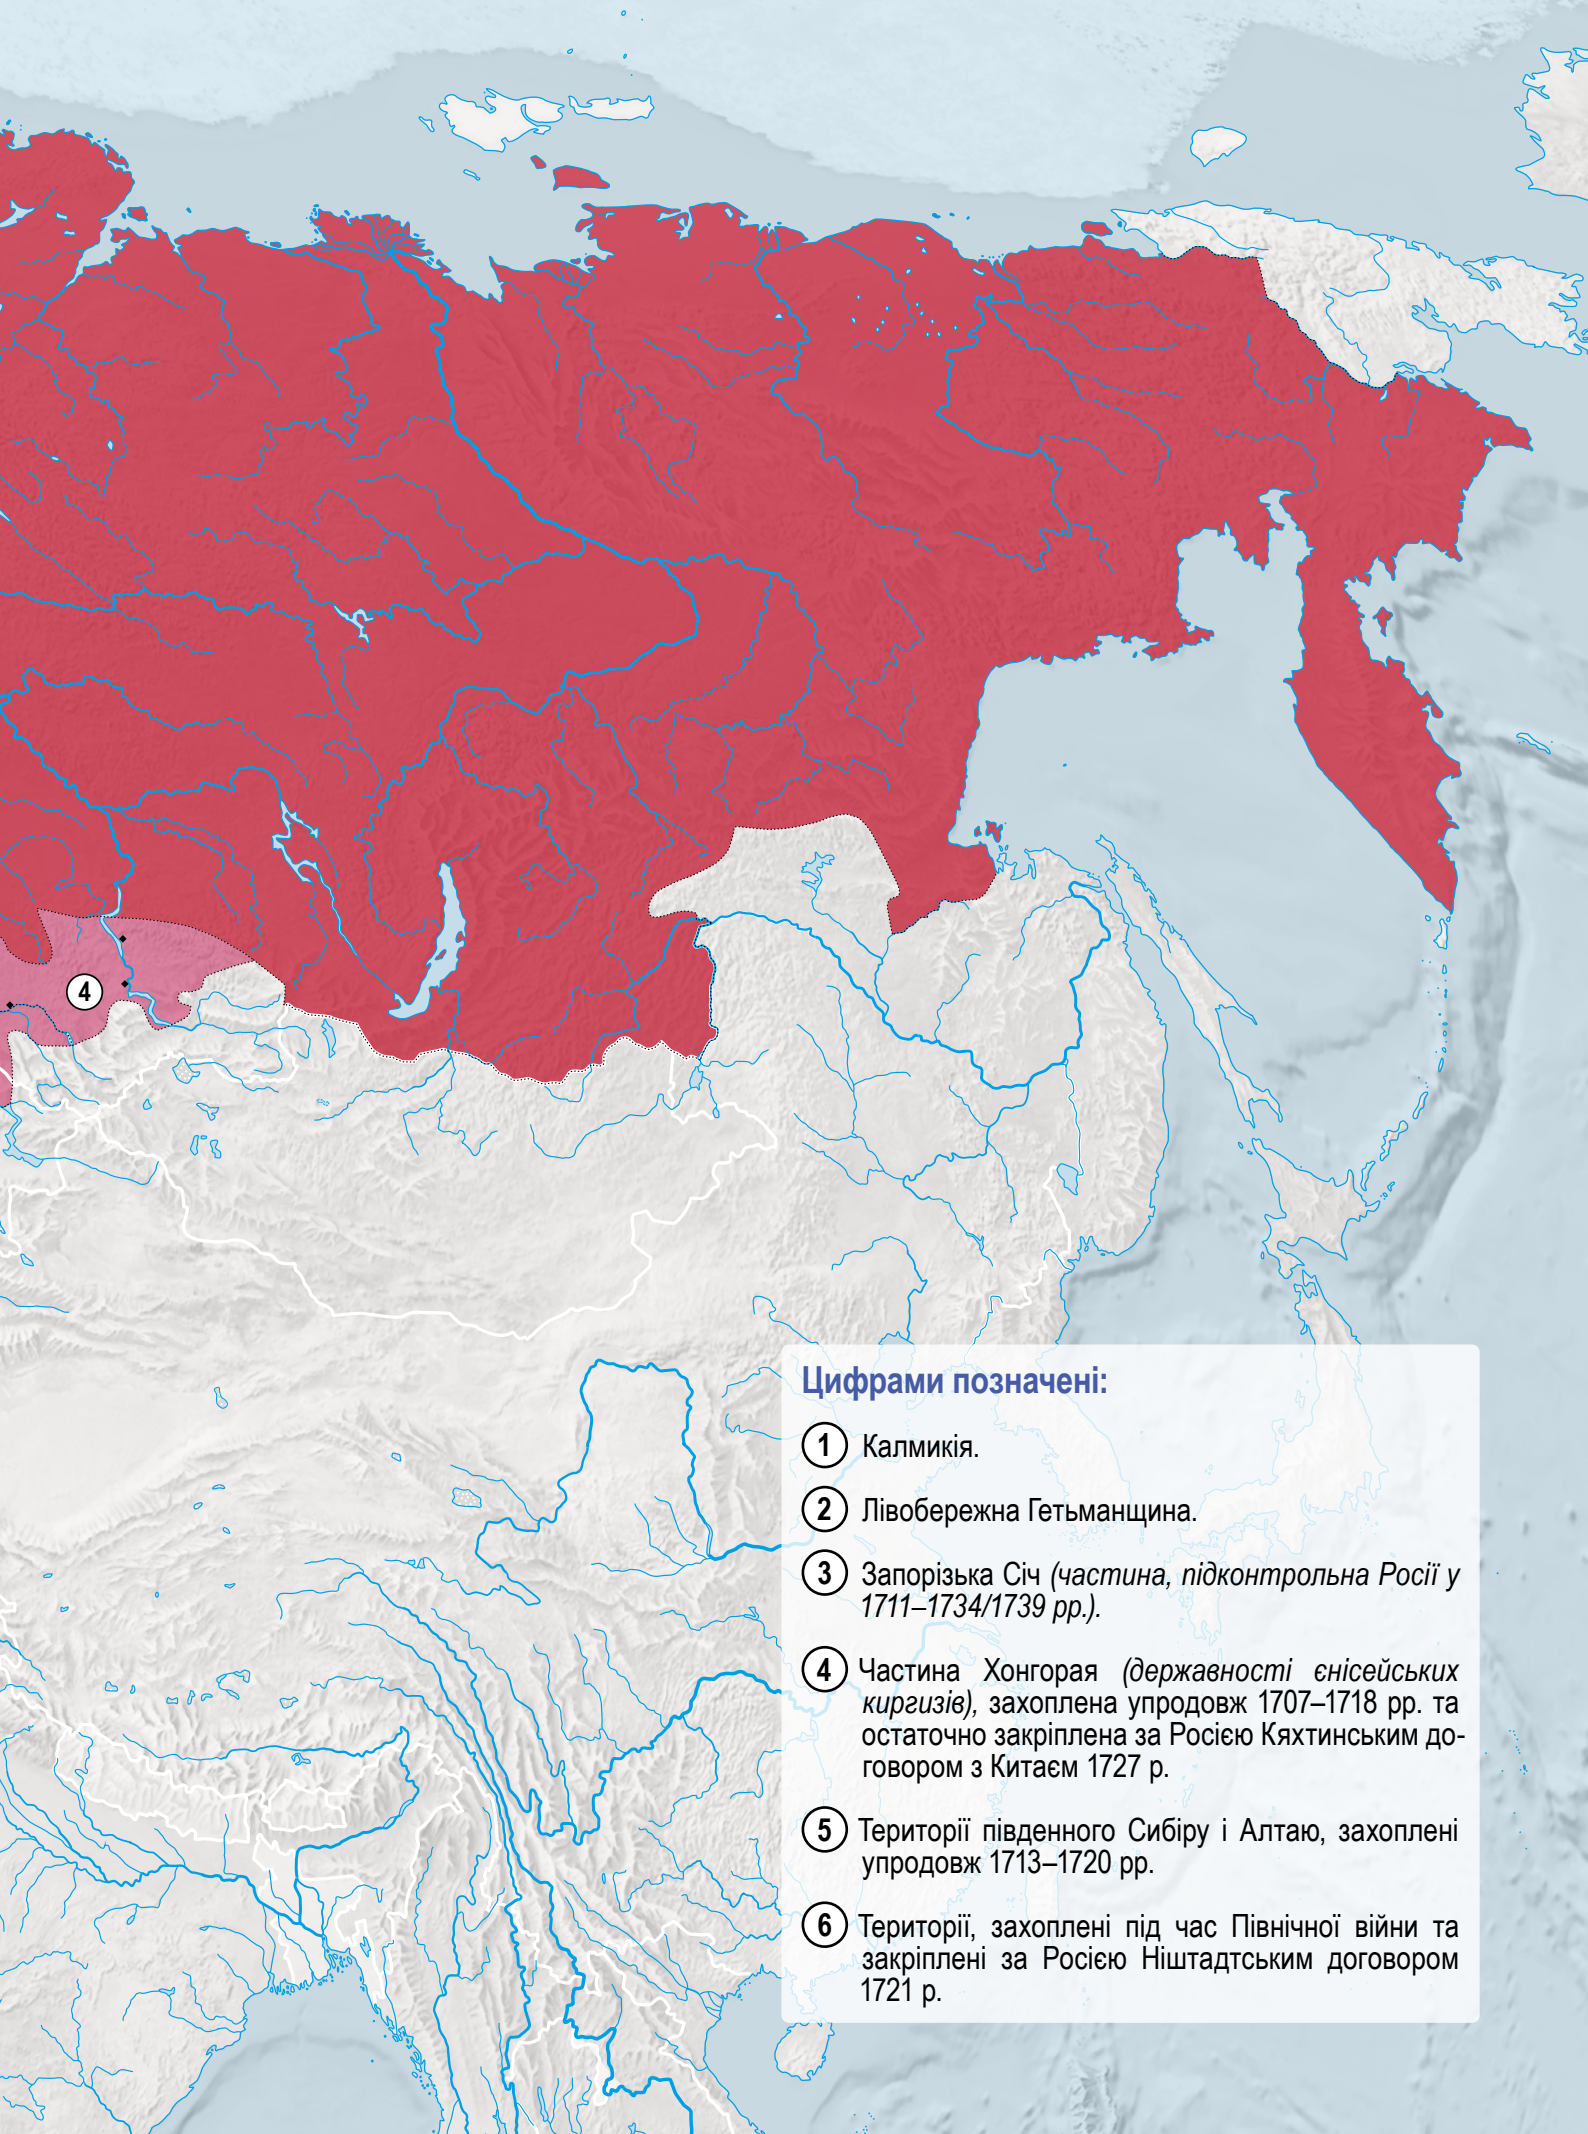 4
Цифрами позначені:
1 Калмикія.
2 Лівобережна Гетьманщина.
3 Запорізька Січ (частина, підконтрольна Росії у
1711–1734/1739 рр.).
4 Частина Хонгорая (державності єнісейських
киргизів), захоплена упродовж 1707–1718 рр. та
остаточно закріплена за Росією Кяхтинським до-
говором з Китаєм 1727 р.
5 Території південного Сибіру і Алтаю, захоплені
упродовж 1713–1720 рр.
6 Території, захоплені під час Північної війни та
закріплені за Росією Ніштадтським договором
1721 р.